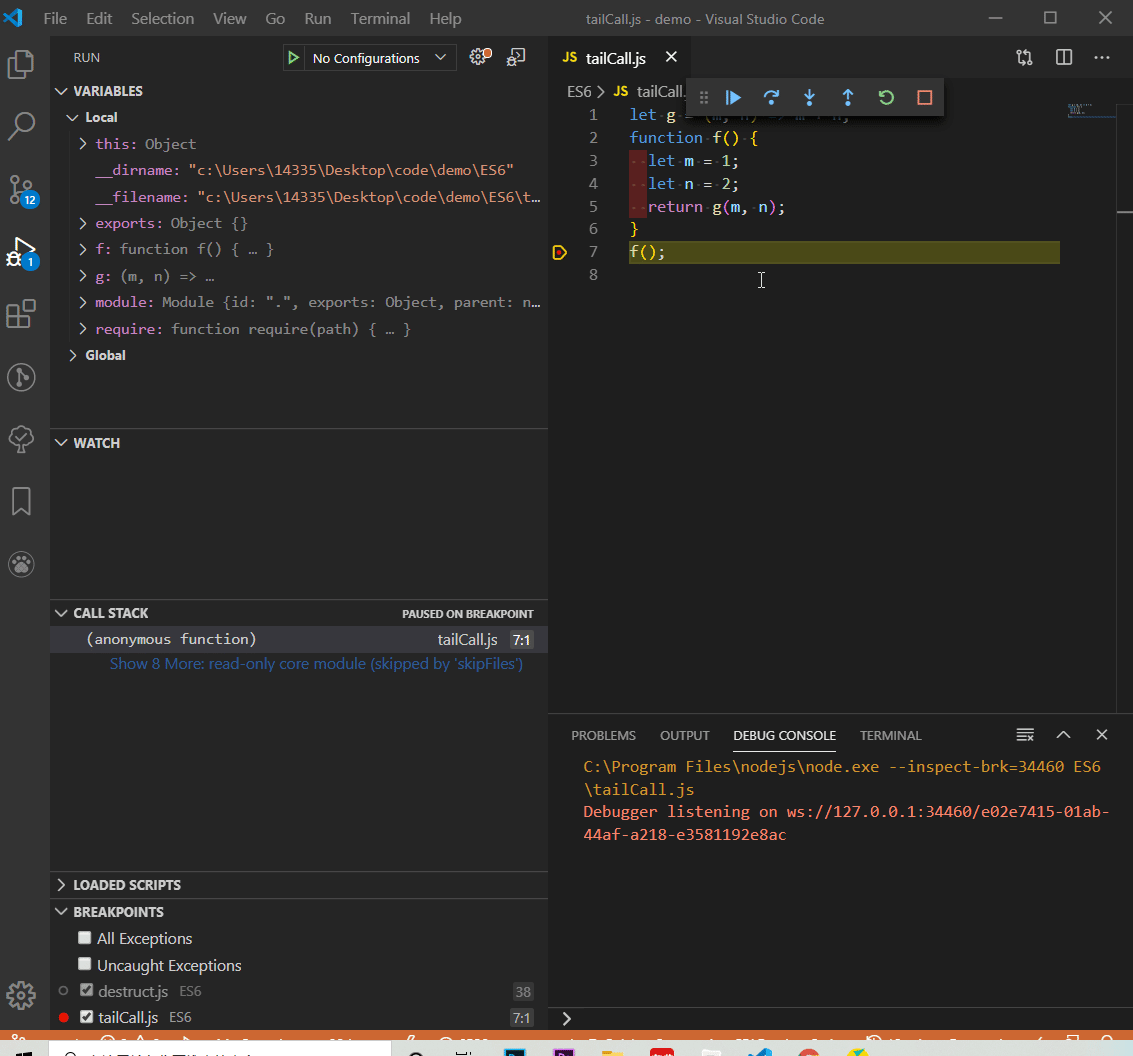 File Edit Selection View Go Run Terminal Help
tailCall.js - demo - Visual Studio Code
RUN
No Configurations
VARIABLES
Local
this: Object
__dirname: "c:\Users\14335\Desktop\code\demo\ES6"
__filename: "c:\Users\14335\Desktop\code\demo\ES6\t…
exports: Object {}
f: function f() { … }
g: (m, n) => …
module: Module {id: ".", exports: Object, parent: n…
require: function require(path) { … }
Global
12
1
WATCH
CALL STACK
PAUSED ON BREAKPOINT
(anonymous function) tailCall.js 7:1
Show 8 More: read-only core module (skipped by 'skipFiles')
LOADED SCRIPTS
BREAKPOINTS
All Exceptions
Uncaught Exceptions
destruct.js ES6 38
tailCall.js ES6 7:1
JS tailCall.js
ES6 > JS tailCall.
1 let g
2 function f() {
3 let m = 1;
4 let n = 2;
5 return g(m, n);
6 }
7 f();
8
PROBLEMS OUTPUT DEBUG CONSOLE TERMINAL
C:\Program Files\nodejs\node.exe --inspect-brk=34460 ES6
\tailCall.js
Debugger listening on ws://127.0.0.1:34460/e02e7415-01ab-
44af-a218-e3581192e8ac